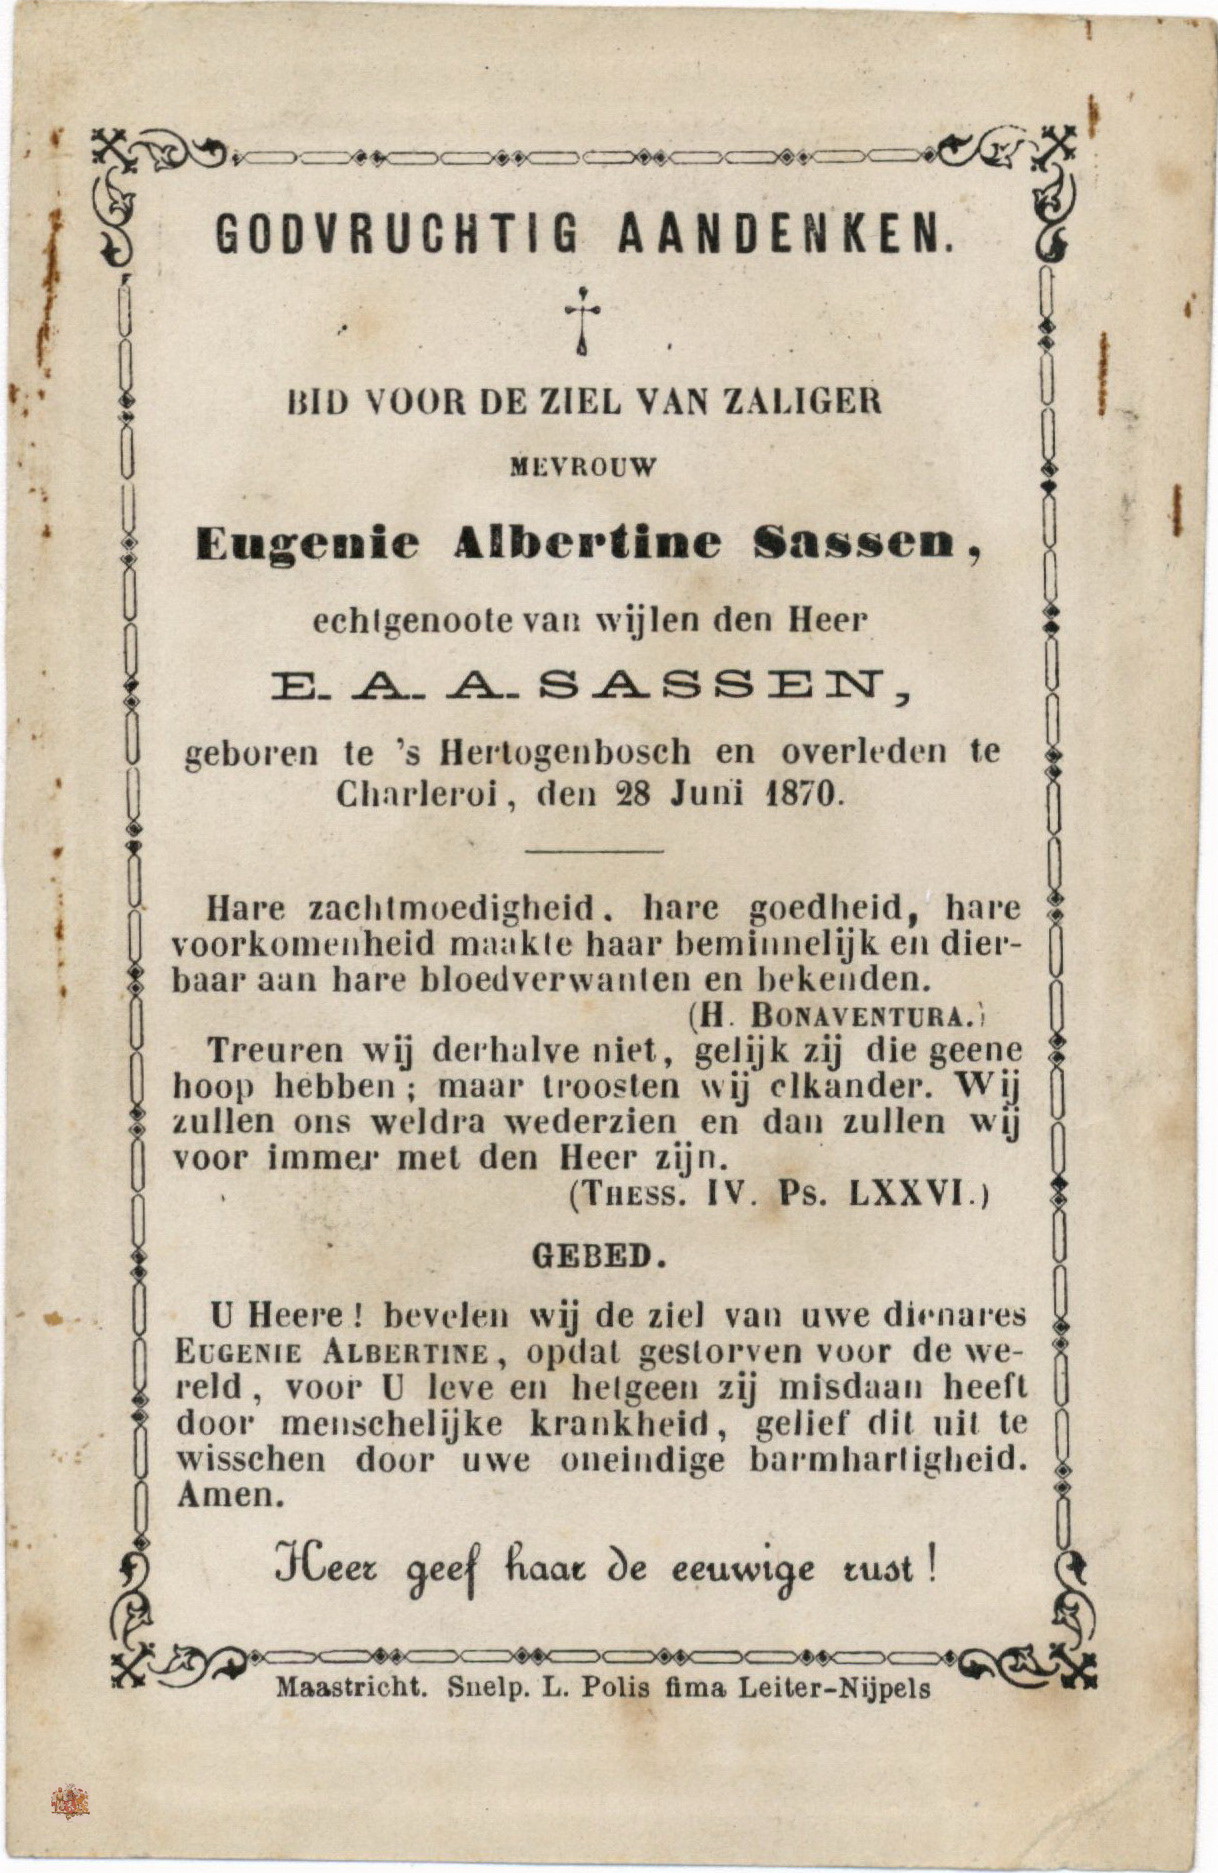 GODVRUCHTIG AANDENKEN.
BID VOOR DE ZIEL VAN ZALIGER
MEVROUW
Eugenie Albertine Sassen,
echtgenoote van wijlen den Heer
E. A. A. SASSEN,
geboren te 's Hertogenbosch en overleden te
Charleroi, den 28 Juni 1870.
Hare zachtmoedigheid. hare goedheid, hare
voorkomenheid maakte haar beminnelijk en dier-
baar aan hare bloedverwanten en bekenden.
(H. BONAVENTURA.)
Treuren wij derhalve niet, gelijk zij die geene
hoop hebben; maar troosten wij elkander. Wij
zullen ons weldra wederzien en dan zullen wij
voor immer met den Heer zijn.
(THESS. IV. Ps. LXXVI.)
GEBED.
U Heere! bevelen wij de ziel van uwe dienares
EUGENIE ALBERTINE, opdat gestorven voor de we-
reld, voor U leve en hetgeen zij misdaan heeft
door menschelijke krankheid, gelief dit uit te
wisschen door uwe oneindige barmhartigheid.
Amen.
Heer geef haar de eeuwige rust!
Maastricht. Snelp. L. Polis fima Leiter-Nijpels